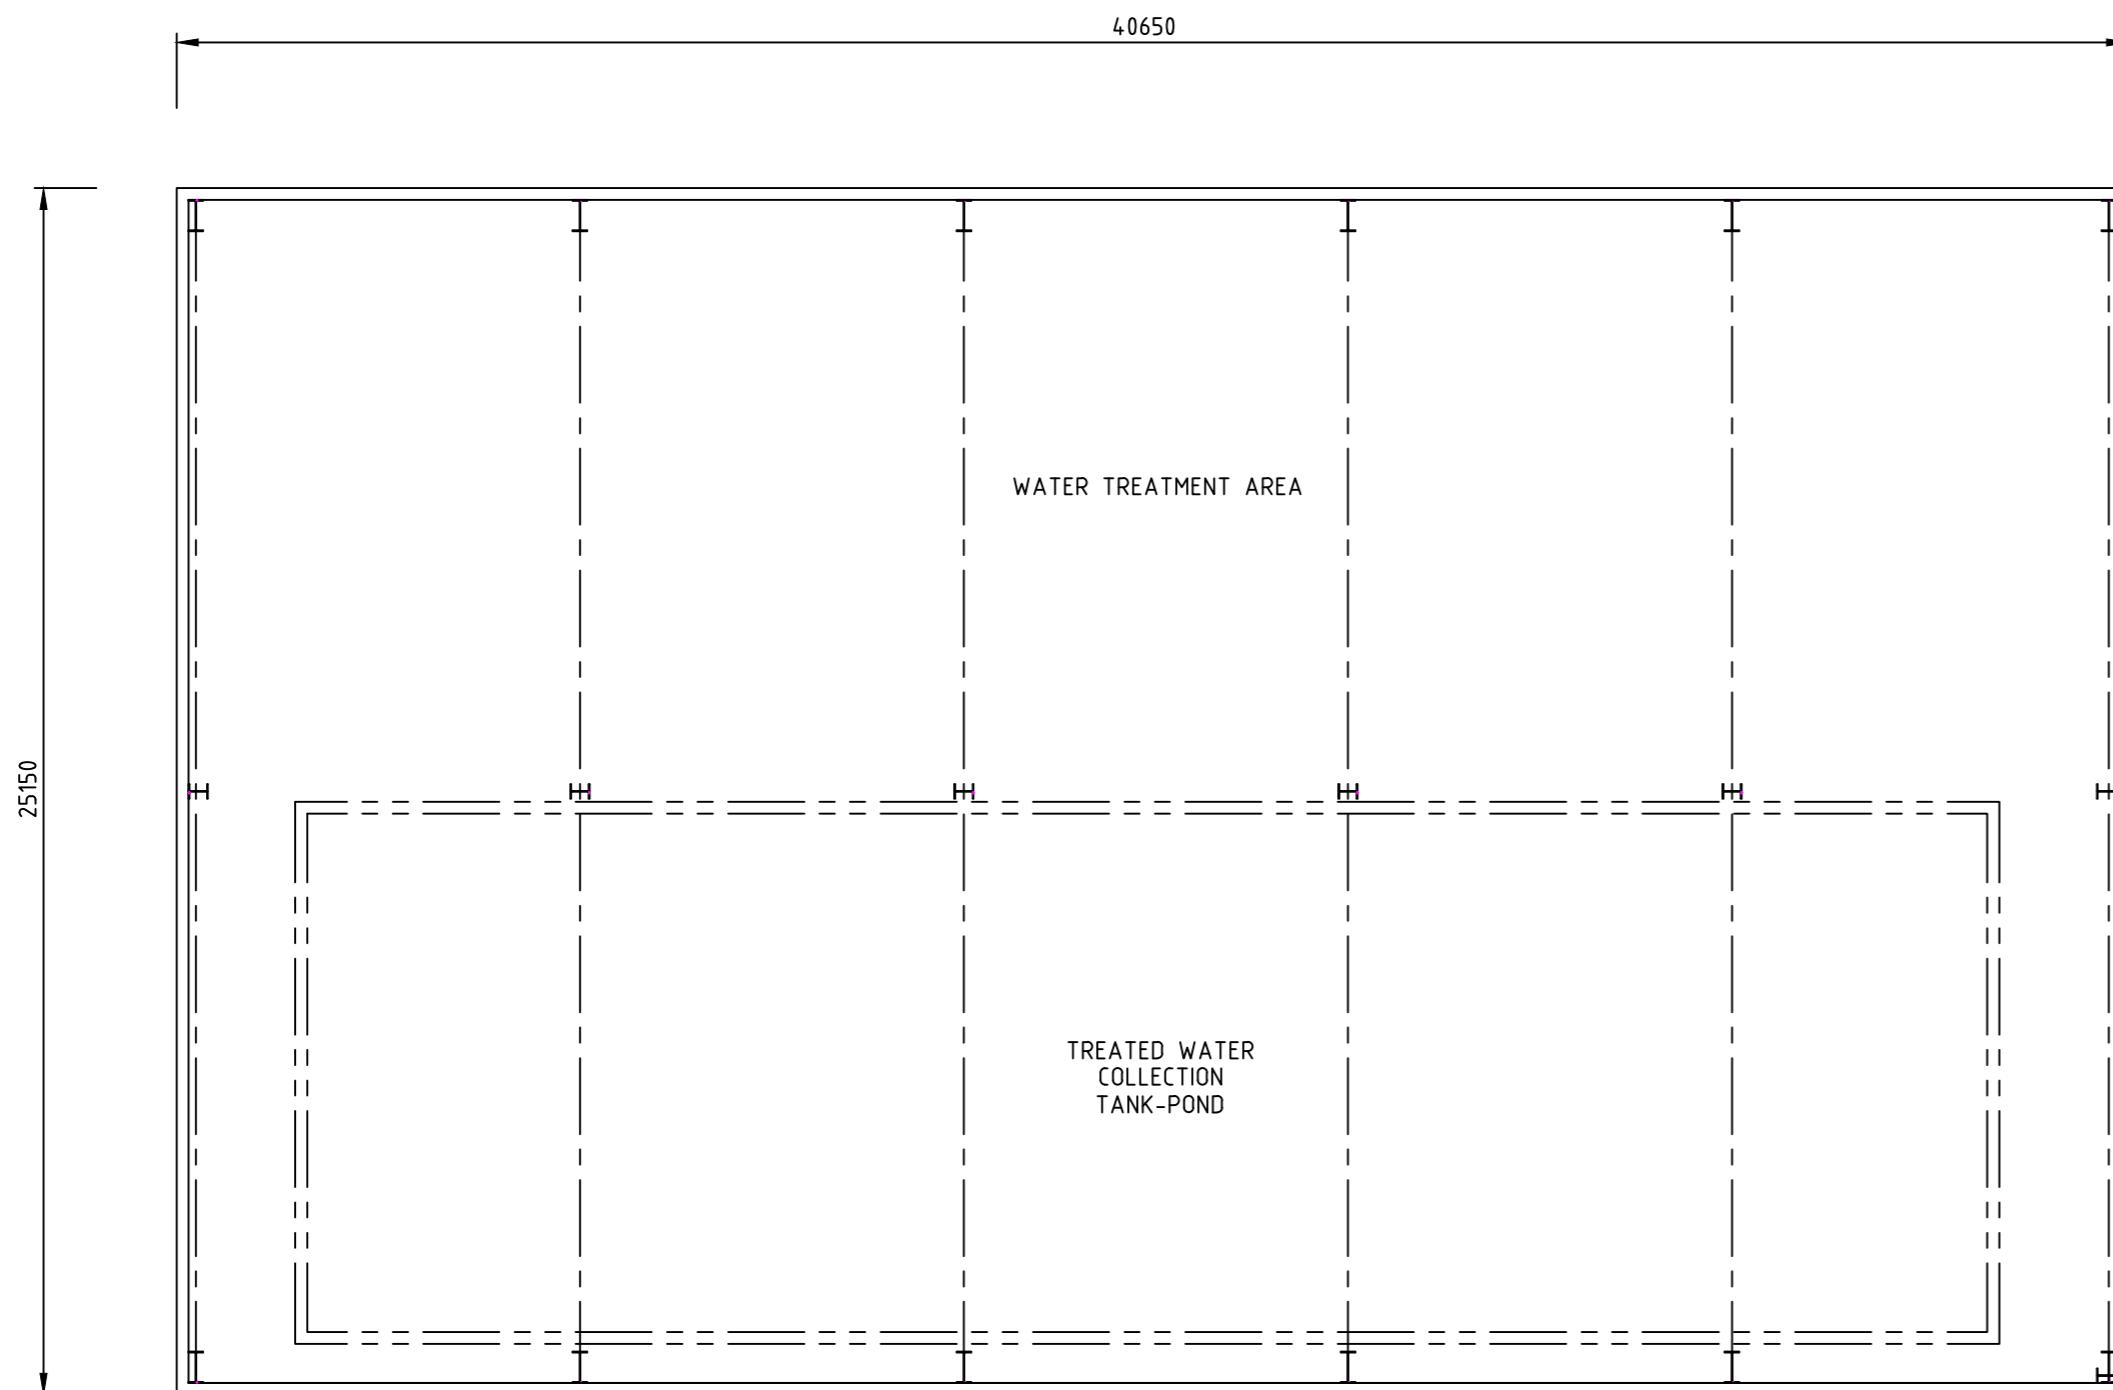 40650
25150
WATER TREATMENT AREA
TREATED WATER
COLLECTION
TANK-POND